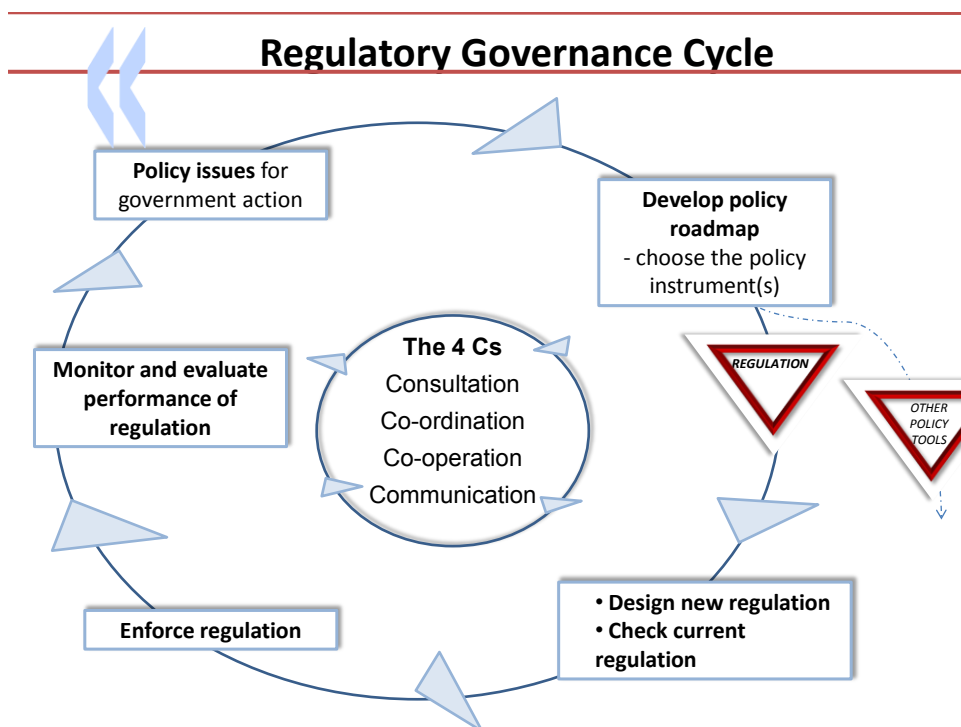 Regulatory Governance Cycle
Policy issues for
government action
Develop policy
roadmap
- choose the policy
instrument(s)
REGULATION
OTHER
POLICY
TOOLS
The 4 Cs
Consultation
Co-ordination
Co-operation
Communication
Monitor and evaluate
performance of
regulation
Enforce regulation
• Design new regulation
• Check current
regulation